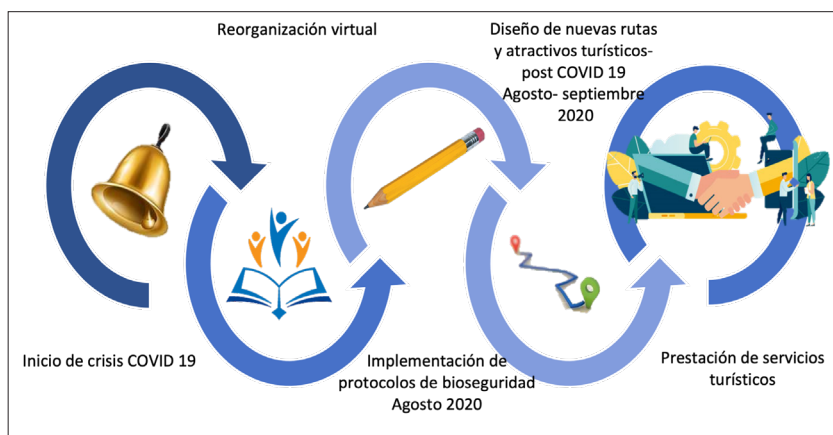 Reorganización virtual
Diseño de nuevas rutas
y atractivos turísticos-
post COVID 19
Agosto- septiembre
2020
Inicio de crisis COVID 19
Implementación de
protocolos de bioseguridad
Agosto 2020
Prestación de servicios
turísticos